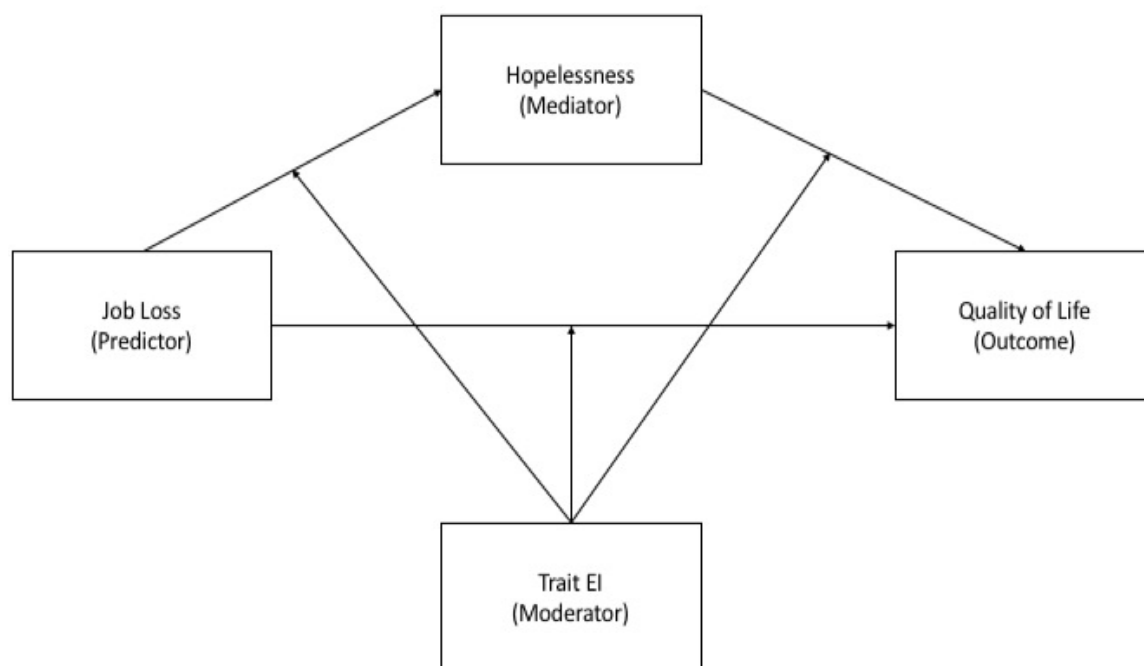 Hopelessness
(Mediator)
Job Loss
(Predictor)
Quality of Life
(Outcome)
Trait EI
(Moderator)